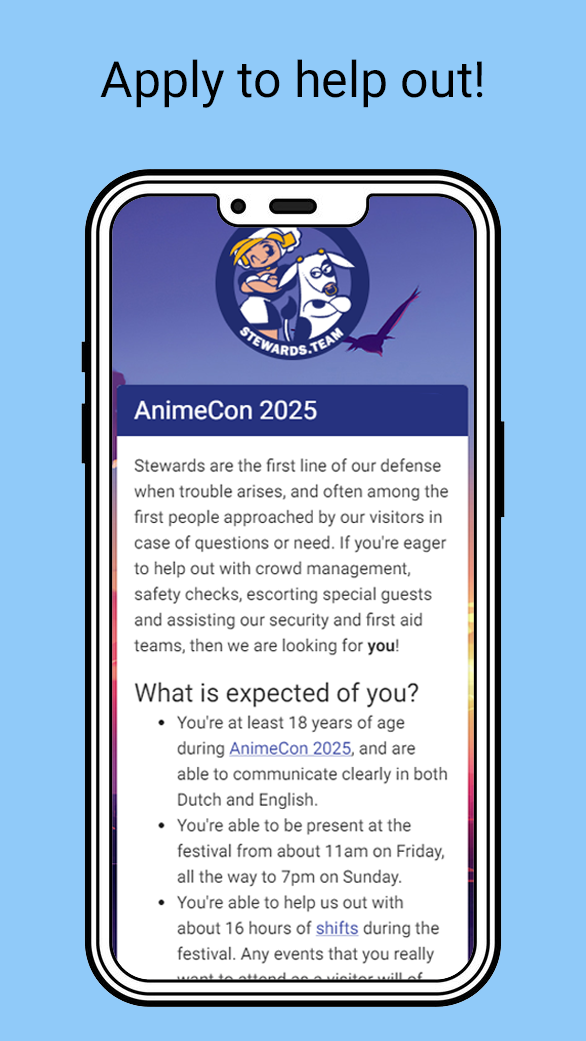 Apply to help out!
STEWARDS.TEAM
AnimeCon 2025
Stewards are the first line of our defense
when trouble arises, and often among the
first people approached by our visitors in
case of questions or need. If you're eager
to help out with crowd management,
safety checks, escorting special guests
and assisting our security and first aid
teams, then we are looking for you!
What is expected of you?
• You're at least 18 years of age
during AnimeCon 2025, and are
able to communicate clearly in both
Dutch and English.
• You're able to be present at the
festival from about 11am on Friday,
all the way to 7pm on Sunday.
• You're able to help us out with
about 16 hours of shifts during the
festival. Any events that you really
want to attend as a visitor will of